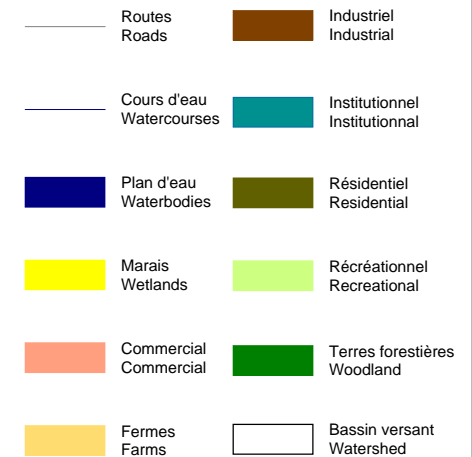 Routes
Roads
Cours d'eau
Watercourses
Plan d'eau
Waterbodies
Marais
Wetlands
Commercial
Commercial
Fermes
Farms
Industriel
Industrial
Institutionnel
Institutionnal
Résidentiel
Residential
Récréationnel
Recreational
Terres forestières
Woodland
Bassin versant
Watershed